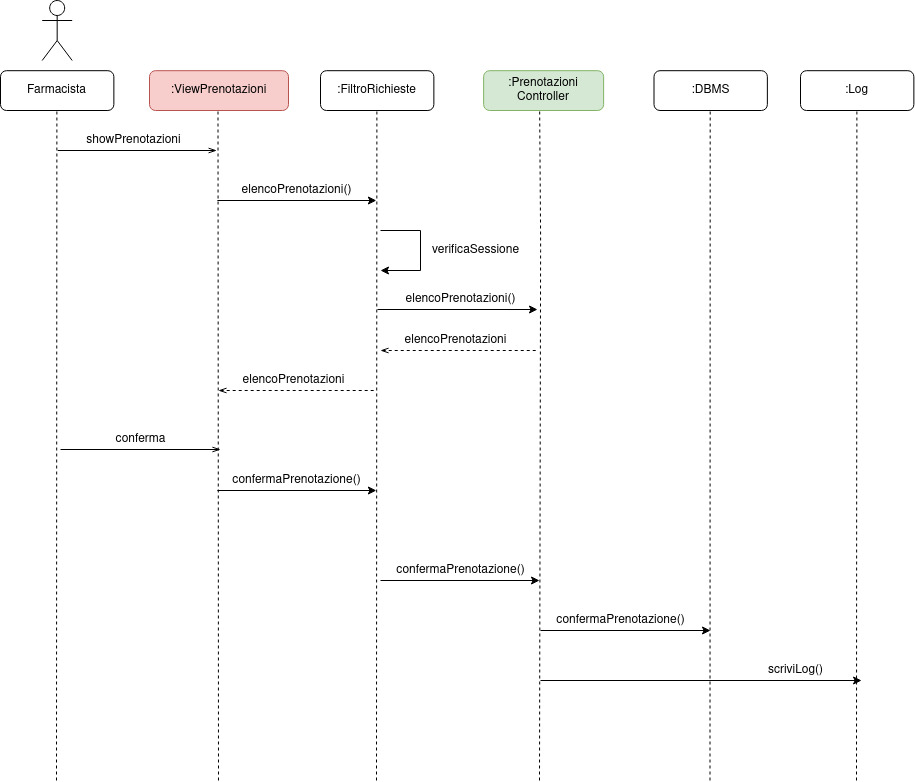 Farmacista
:ViewPrenotazioni
:FiltroRichieste
:Prenotazioni
Controller
:DBMS
:Log
showPrenotazioni
elencoPrenotazioni()
verificaSessione
elencoPrenotazioni()
elencoPrenotazioni
elencoPrenotazioni
conferma
confermaPrenotazione()
confermaPrenotazione()
confermaPrenotazione()
scriviLog()